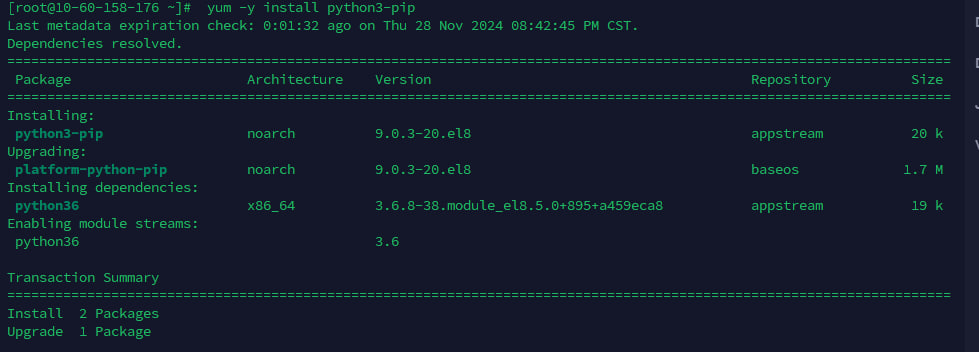 [root@10-60-158-176 ~]#  yum -y install python3-pip
Last metadata expiration check: 0:01:32 ago on Thu 28 Nov 2024 08:42:45 PM CST.
Dependencies resolved.
======================================================================================================================
 Package                      Architecture    Version                                        Repository          Size
======================================================================================================================
Installing:
 python3-pip                  noarch          9.0.3-20.el8                                   appstream           20 k
Upgrading:
 platform-python-pip          noarch          9.0.3-20.el8                                   baseos             1.7 M
Installing dependencies:
 python36                     x86_64          3.6.8-38.module_el8.5.0+895+a459eca8           appstream           19 k
Enabling module streams:
 python36                                     3.6

Transaction Summary
======================================================================================================================
Install  2 Packages
Upgrade  1 Package